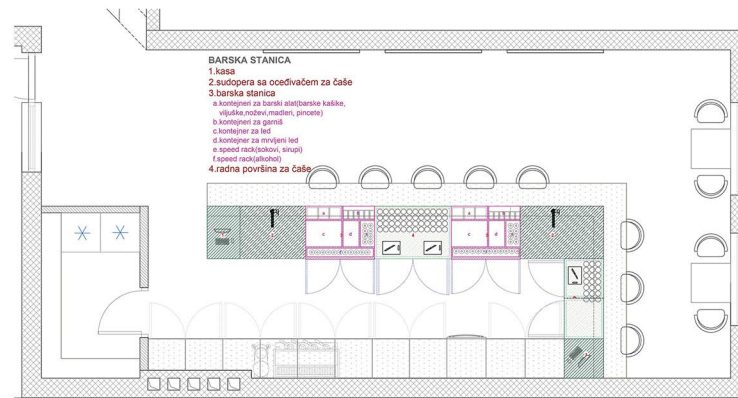 BARSKA STANICA
1.kasa
2.sudopera sa oceđivačem za čaše
3.barska stanica
a.kontejneri za barski alat(barske kašike,
viljuške,noževi,madleri, pincete)
b.kontejneri za garniš
c.kontejner za led
d.kontejner za mrvljeni led
e.speed rack(sokovi, sirupi)
f.speed rack(alkohol)
4.radna površina za čaše
a
c
d
4
a
c
d